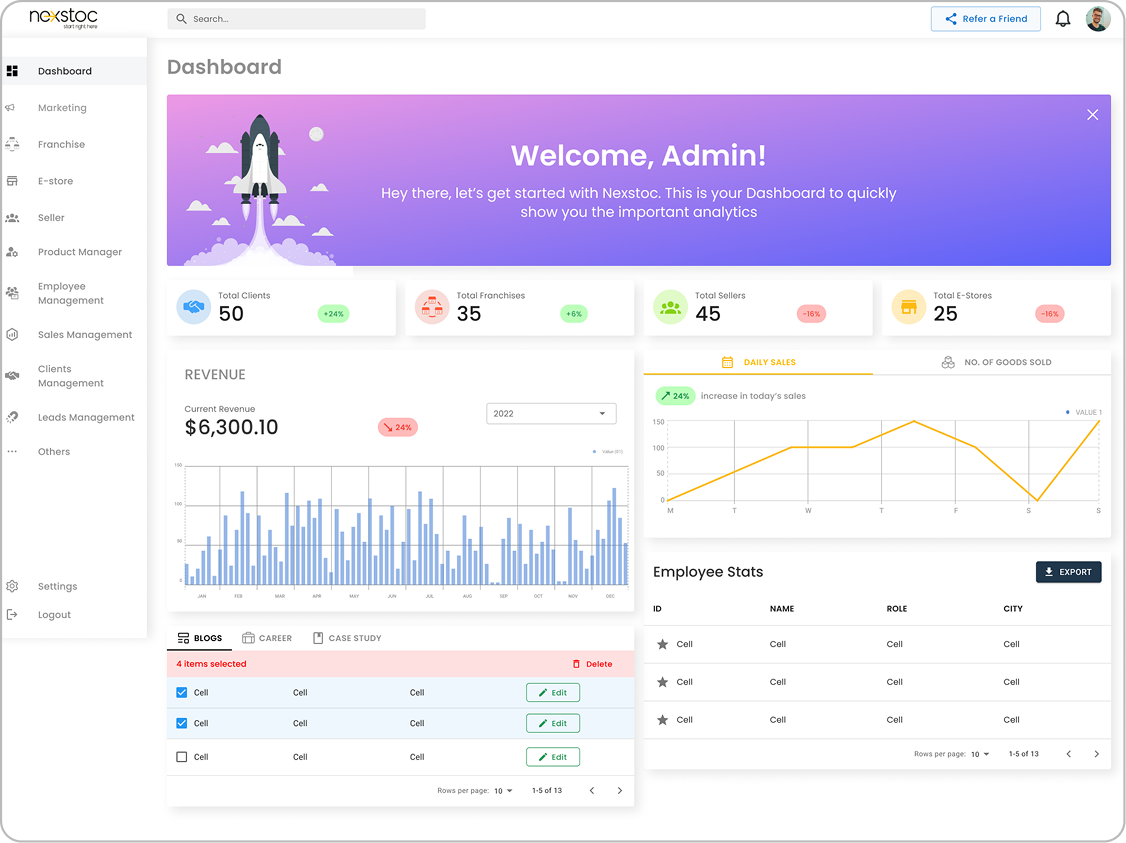 nexstoc
start right here
Search...
Refer a Friend
Dashboard
Marketing
Franchise
E-store
Seller
Product Manager
Employee
Management
Sales Management
Clients
Management
Leads Management
Others
Settings
Logout
Dashboard
Welcome, Admin!
Hey there, let's get started with Nexstoc. This is your Dashboard to quickly
show you the important analytics
Total Clients
50
+24%
Total Franchises
35
+6%
Total Sellers
45
-16%
Total E-Stores
25
-16%
REVENUE
Current Revenue
$6,300.10
24%
2022
Value ($1)
150
100
50
0
JAN FEB MAR APR MAY JUN JUL AUG SEP OCT NOV DEC
DAILY SALES
NO. OF GOODS SOLD
24%
increase in today's sales
VALUE 1
150
100
50
0
M T W T F S S
BLOGS
CAREER
CASE STUDY
4 items selected
Delete
Cell Cell Cell Edit
Cell Cell Cell Edit
Cell Cell Cell Edit
Rows per page: 10 1-5 of 13
Employee Stats
EXPORT
ID NAME ROLE CITY
Cell Cell Cell Cell
Cell Cell Cell Cell
Cell Cell Cell Cell
Rows per page: 10 1-5 of 13